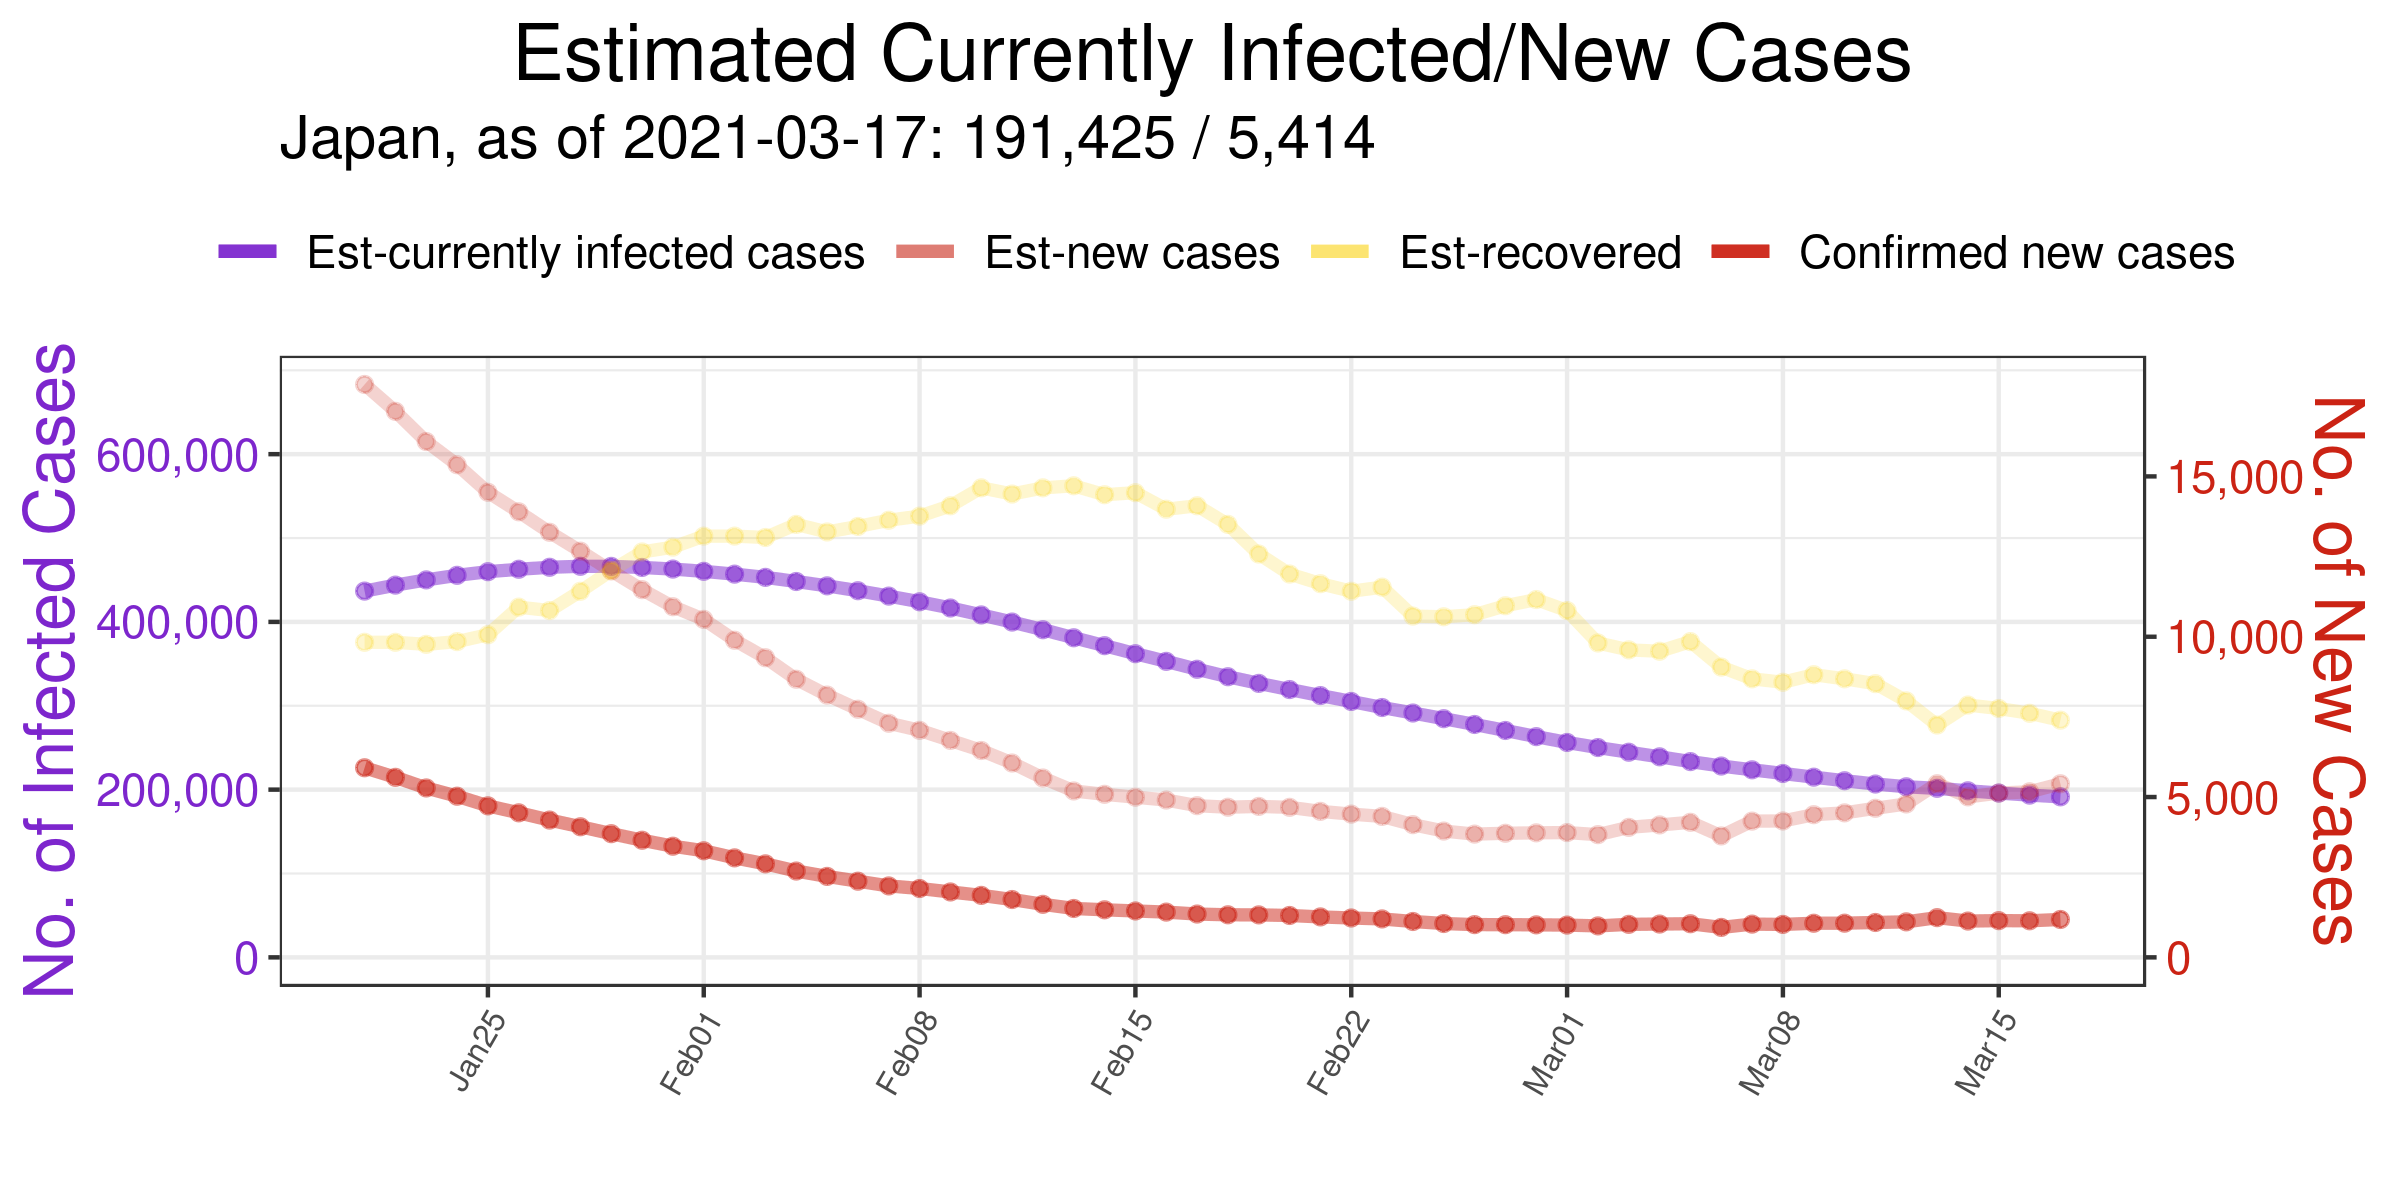 Estimated Currently Infected/New Cases
Japan, as of 2021-03-17: 191,425 / 5,414
Est-currently infected cases Est-new cases Est-recovered Confirmed new cases
No. of Infected Cases
600,000
400,000
200,000
0
15,000
10,000
5,000
0
No. of New Cases
Jan25
Feb01
Feb08
Feb15
Feb22
Mar01
Mar08
Mar15